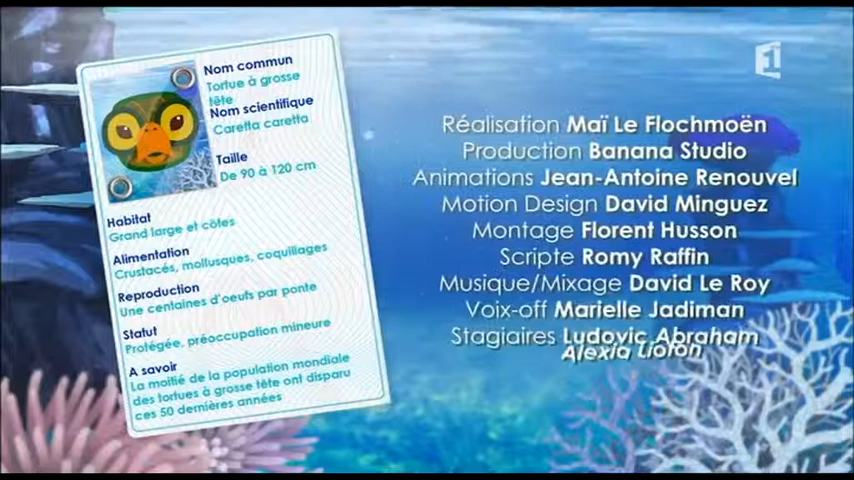 Nom commun
Tortue à grosse
tête
Nom scientifique
Caretta caretta
Taille
De 90 à 120 cm
Habitat
Grand large et côtes
Alimentation
Crustacés, mollusques, coquillages
Reproduction
Une centaines d'oeufs par ponte
Statut
Protégée, préoccupation mineure
A savoir
La moitié de la population mondiale
des tortues à grosse tête ont disparu
ces 50 dernières années
1
Réalisation Maï Le Flochmoën
Production Banana Studio
Animations Jean-Antoine Renouvel
Motion Design David Minguez
Montage Florent Husson
Scripte Romy Raffin
Musique/Mixage David Le Roy
Voix-off Marielle Jadiman
Stagiaires Ludovic Abraham
Alexia